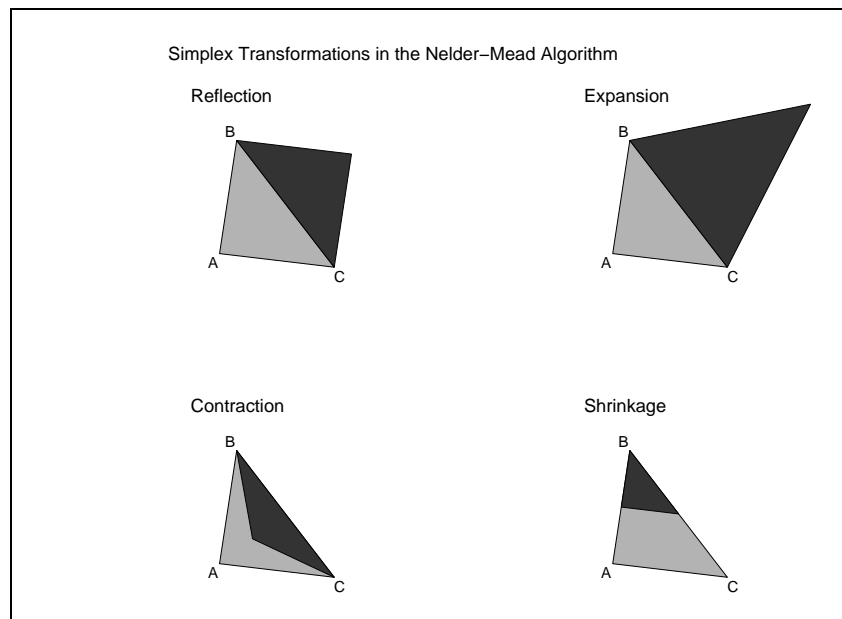 Simplex Transformations in the Nelder−Mead Algorithm
Reflection
B
A
C
Expansion
B
A
C
Contraction
B
A
C
Shrinkage
B
A
C